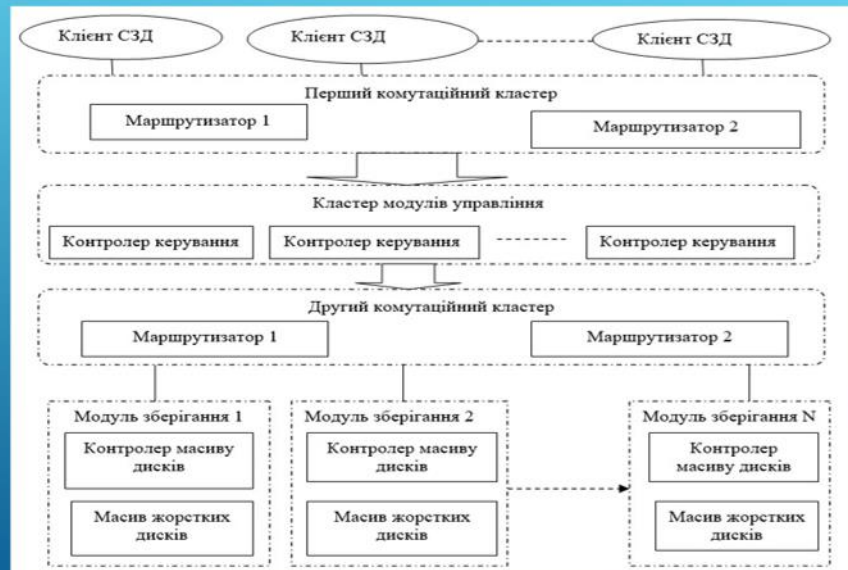 Клієнт СЗД
Клієнт СЗД
Клієнт СЗД
Перший комутаційний кластер
Маршрутизатор 1
Маршрутизатор 2
Кластер модулів управління
Контролер керування
Контролер керування
Контролер керування
Другий комутаційний кластер
Маршрутизатор 1
Маршрутизатор 2
Модуль зберігання 1
Контролер масиву
дисків
Масив жорстких
дисків
Модуль зберігання 2
Контролер масиву
дисків
Масив жорстких
дисків
Модуль зберігання N
Контролер
масиву дисків
Масив жорстких
дисків